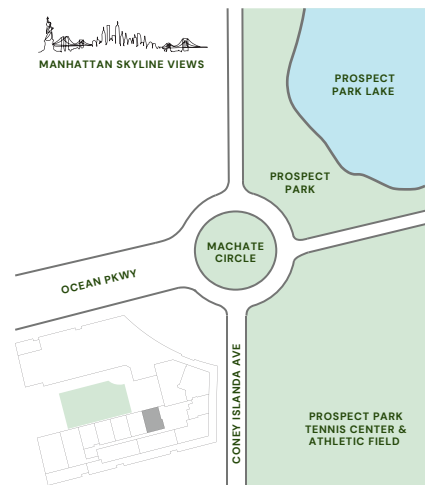 MANHATTAN SKYLINE VIEWS
PROSPECT
PARK LAKE
PROSPECT
PARK
MACHATE
CIRCLE
OCEAN PKWY
CONEY ISLANDA AVE
PROSPECT PARK
TENNIS CENTER &
ATHLETIC FIELD